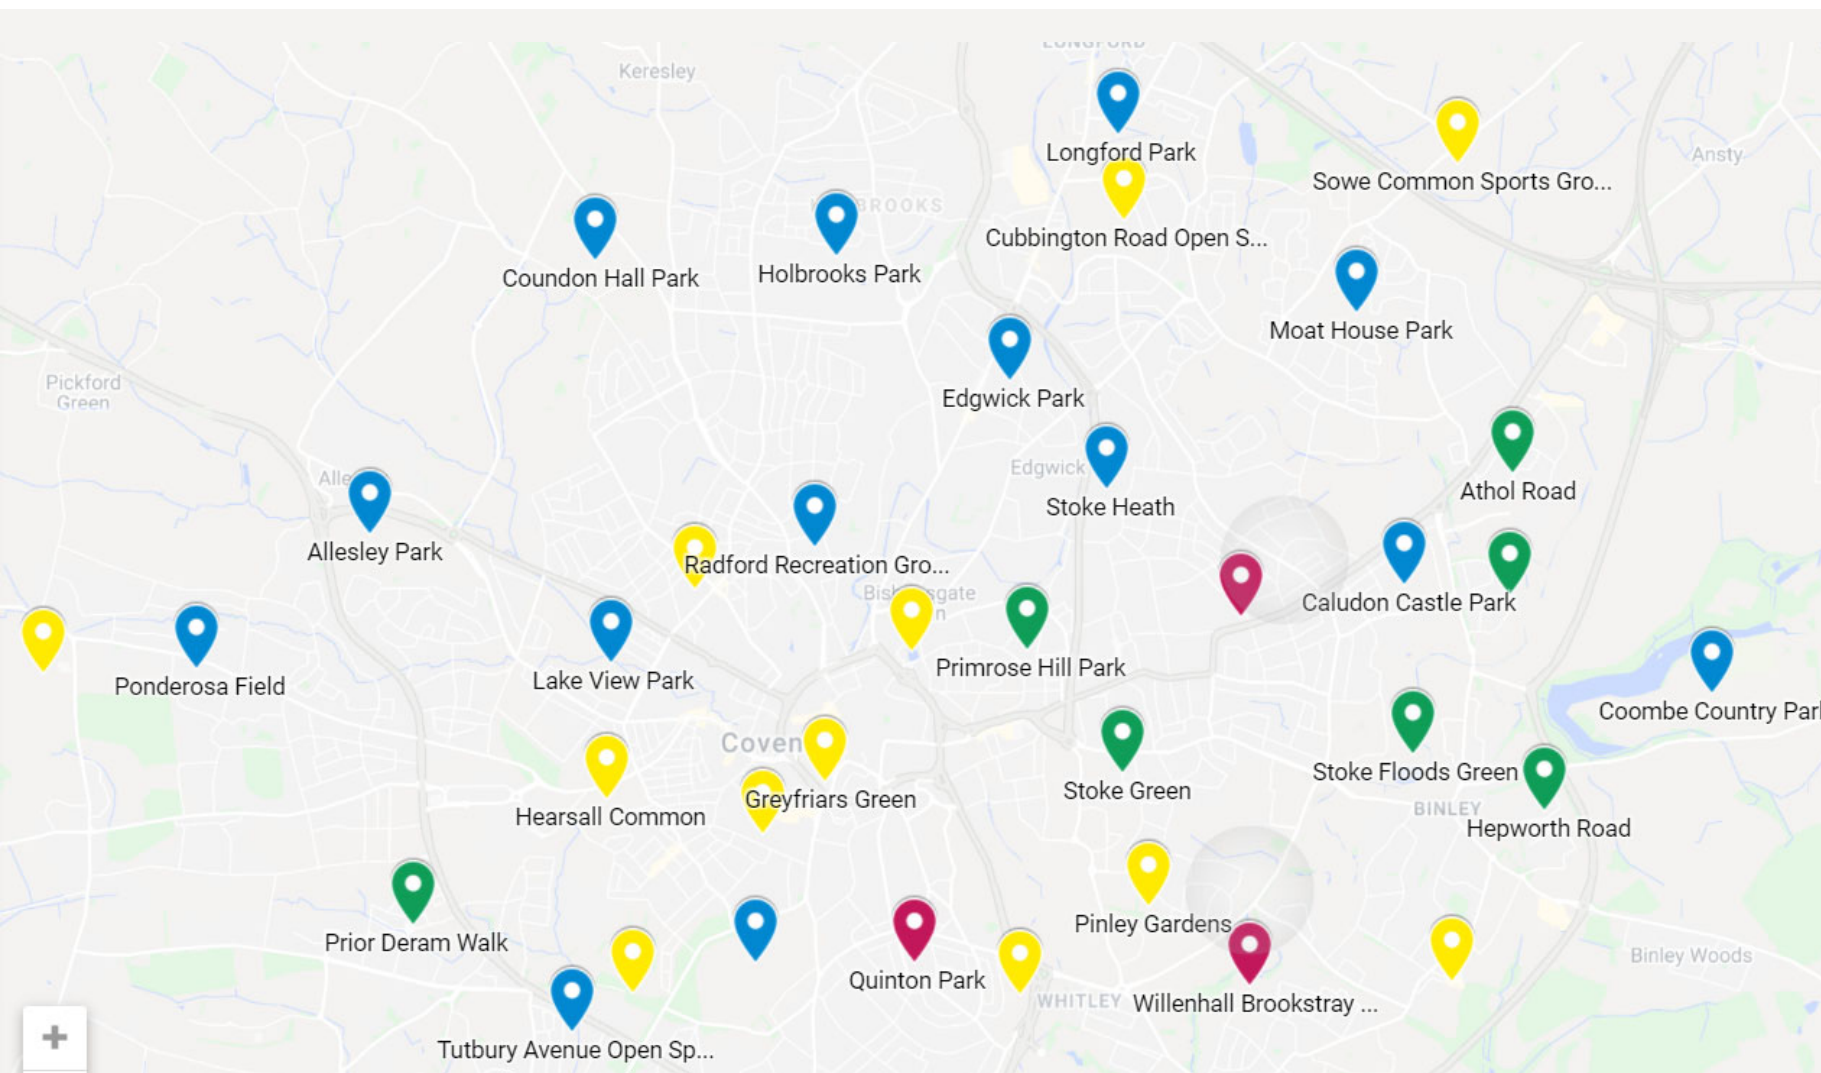 LONGFORD
Keresley
Longford Park
Ansty
Sowe Common Sports Gro...
BROOKS
Cubbington Road Open S...
Coundon Hall Park
Holbrooks Park
Moat House Park
Pickford
Green
Edgwick Park
Edgwick
Alle
Athol Road
Stoke Heath
Allesley Park
Radford Recreation Gro...
Caludon Castle Park
Primrose Hill Park
Ponderosa Field
Lake View Park
Coombe Country Par
Coven
Stoke Floods Green
Stoke Green
Greyfriars Green
BINLEY
Hearsall Common
Hepworth Road
Pinley Gardens
Prior Deram Walk
Binley Woods
Quinton Park
WHITLEY
Willenhall Brookstray ...
+
Tutbury Avenue Open Sp...